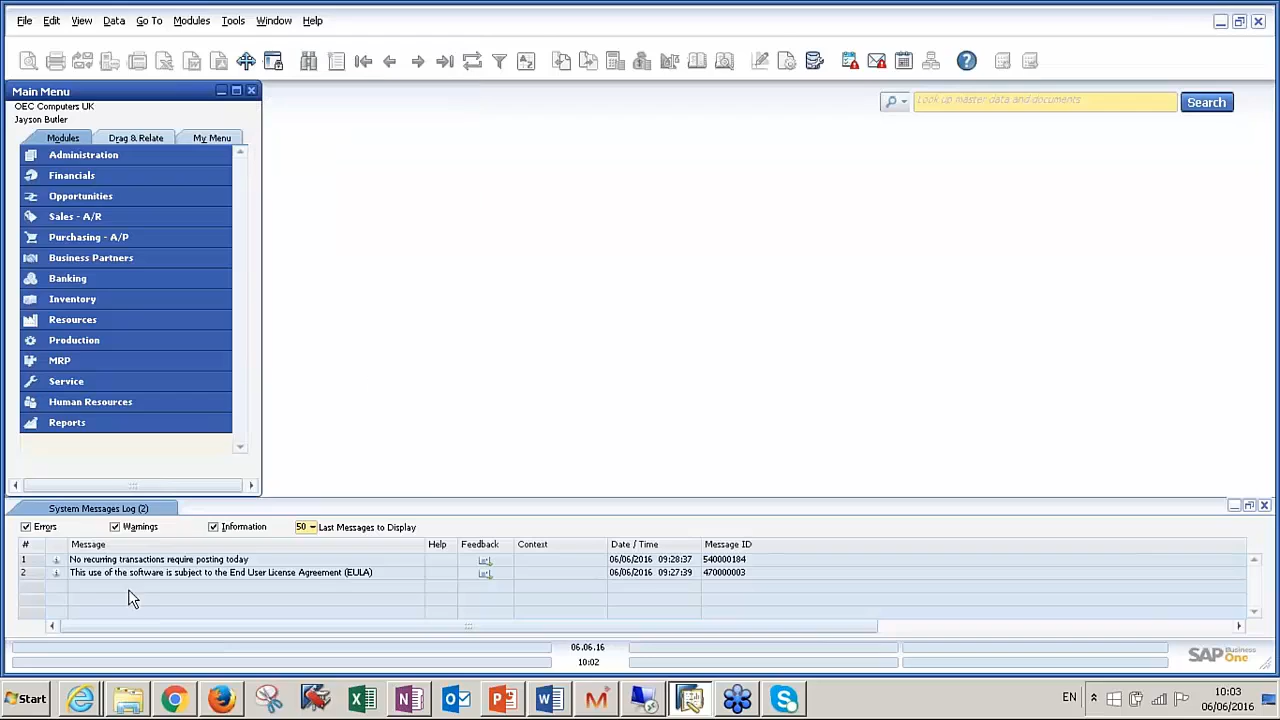 File Edit View Data Go To Modules Tools Window Help
Main Menu
OEC Computers UK
Jayson Butler
Modules Drag & Relate My Menu
Look up master data and documents Search
Administration
Financials
Opportunities
Sales - A/R
Purchasing - A/P
Business Partners
Banking
Inventory
Resources
Production
MRP
Service
Human Resources
Reports
System Messages Log (2)
Errors Warnings Information 50 Last Messages to Display
# Message Help Feedback Context Date / Time Message ID
1 No recurring transactions require posting today 06/06/2016 09:28:37 540000184
2 This use of the software is subject to the End User License Agreement (EULA) 06/06/2016 09:27:39 470000003
06.06.16
10:02
SAP Business One
Start EN 10:03
06/06/2016